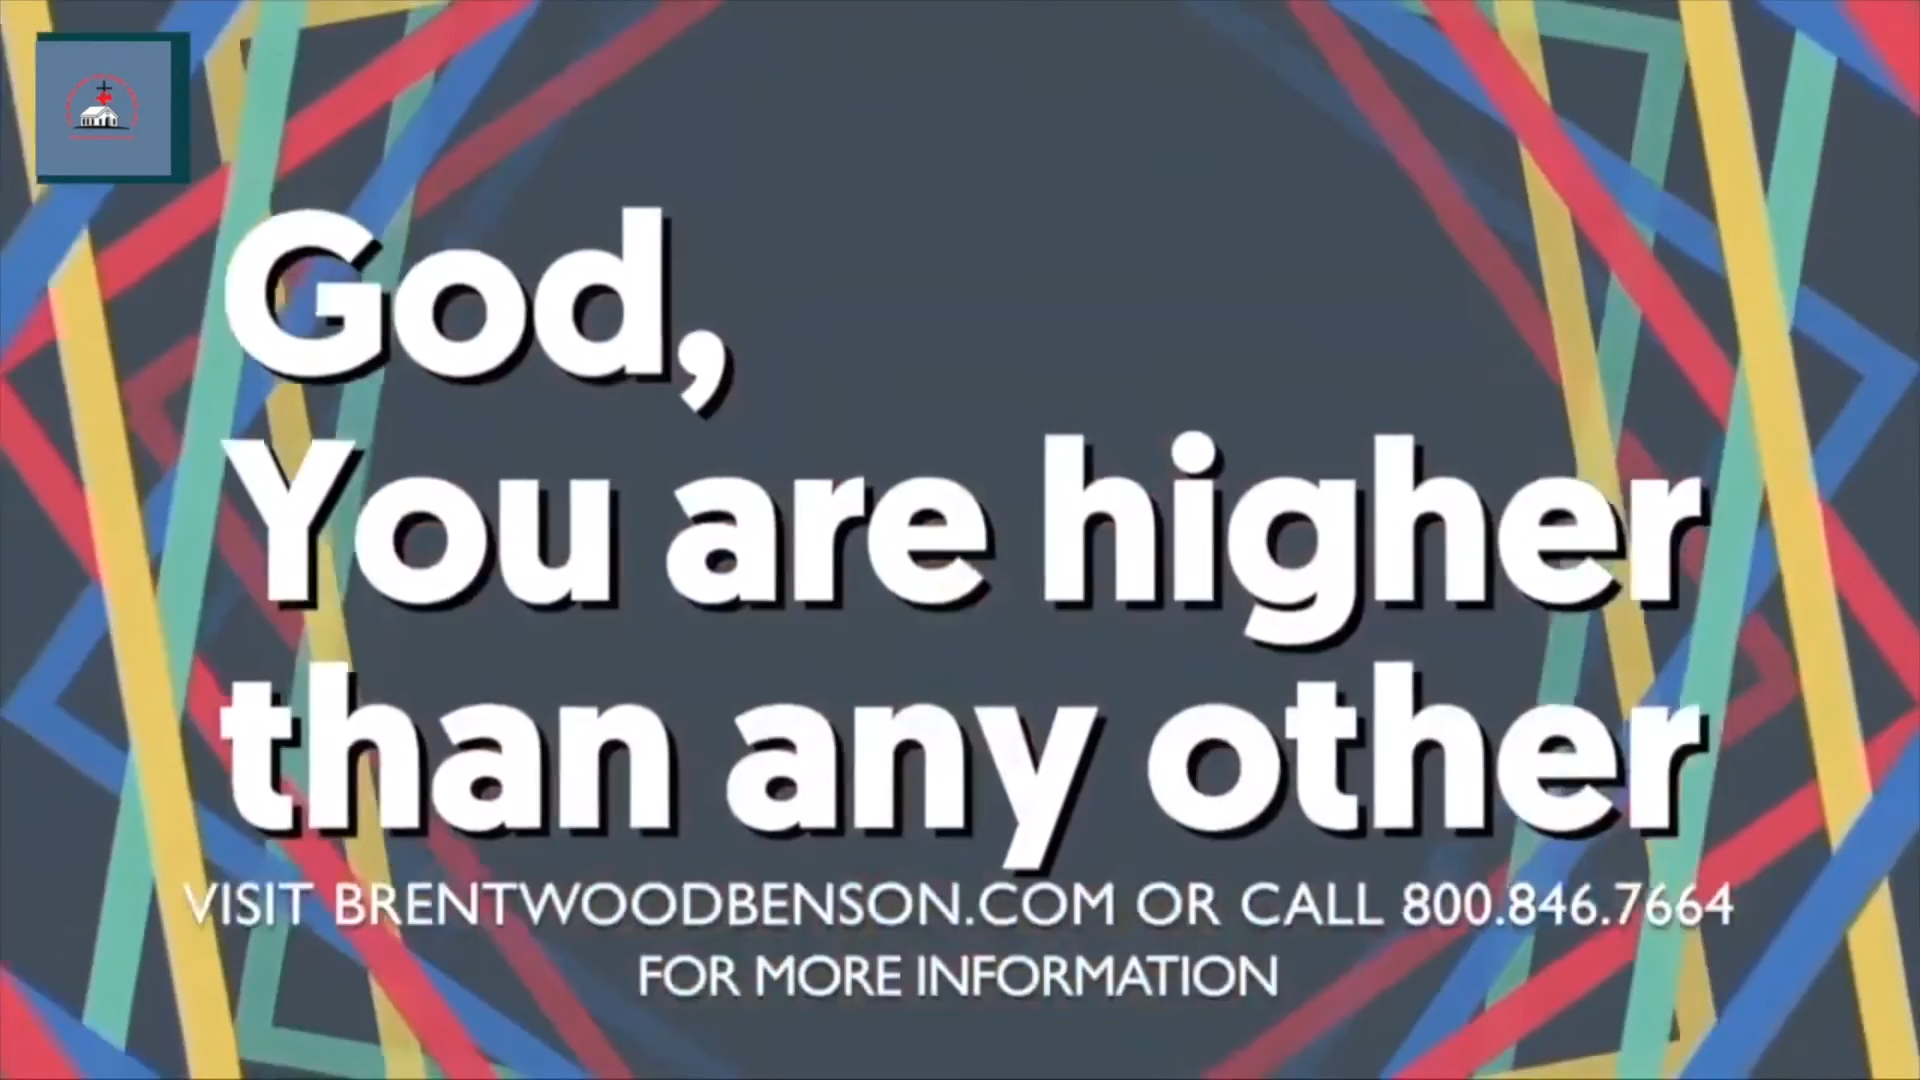 God,
You are higher
than any other
VISIT BRENTWOODBENSON.COM OR CALL 800.846.7664
FOR MORE INFORMATION